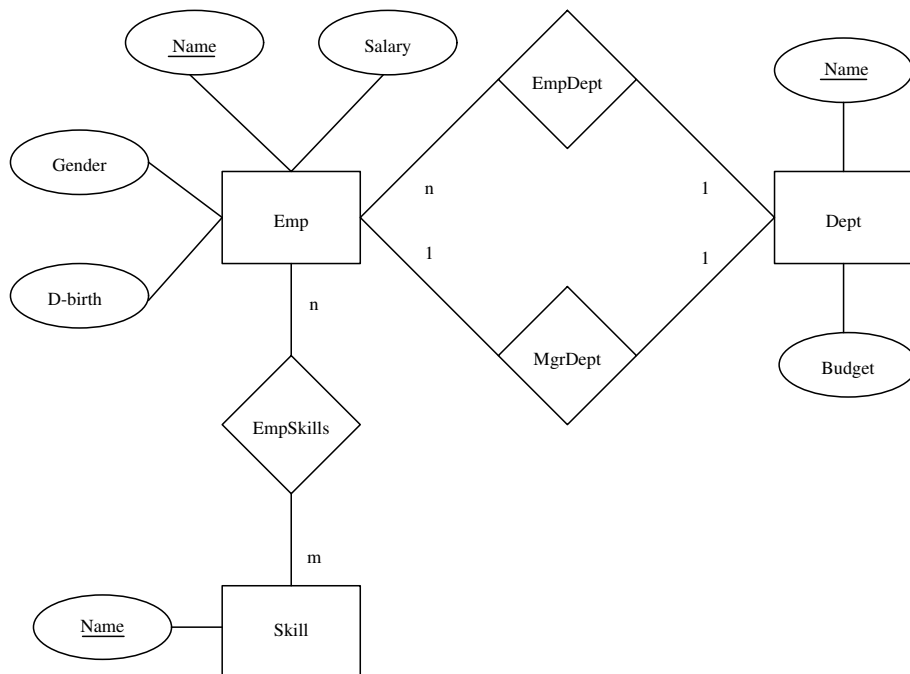 Name
Salary
EmpDept
Name
Gender
n
1
Emp
Dept
1
1
D-birth
n
MgrDept
Budget
EmpSkills
m
Name
Skill